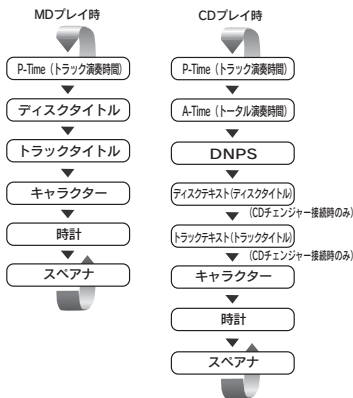 MDプレイ時
P-Time（トラック演奏時間）
ディスクタイトル
トラックタイトル
キャラクター
時計
スペアナ
CDプレイ時
P-Time（トラック演奏時間）
A-Time（トータル演奏時間）
DNPS
ディスクテキスト(ディスクタイトル)
(CDチェンジャー接続時のみ)
トラックテキスト(トラックタイトル)
(CDチェンジャー接続時のみ)
キャラクター
時計
スペアナ